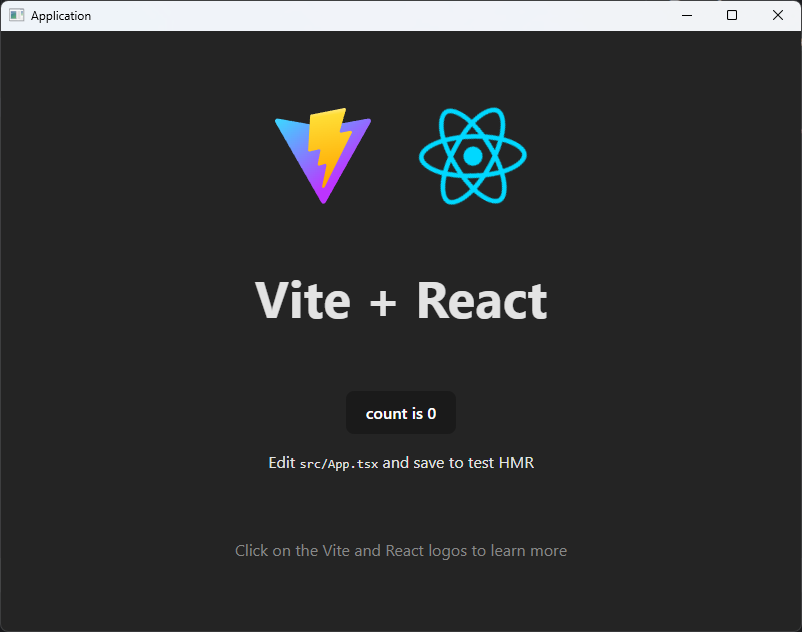 Application
Vite + React
count is 0
Edit src/App.tsx and save to test HMR
Click on the Vite and React logos to learn more